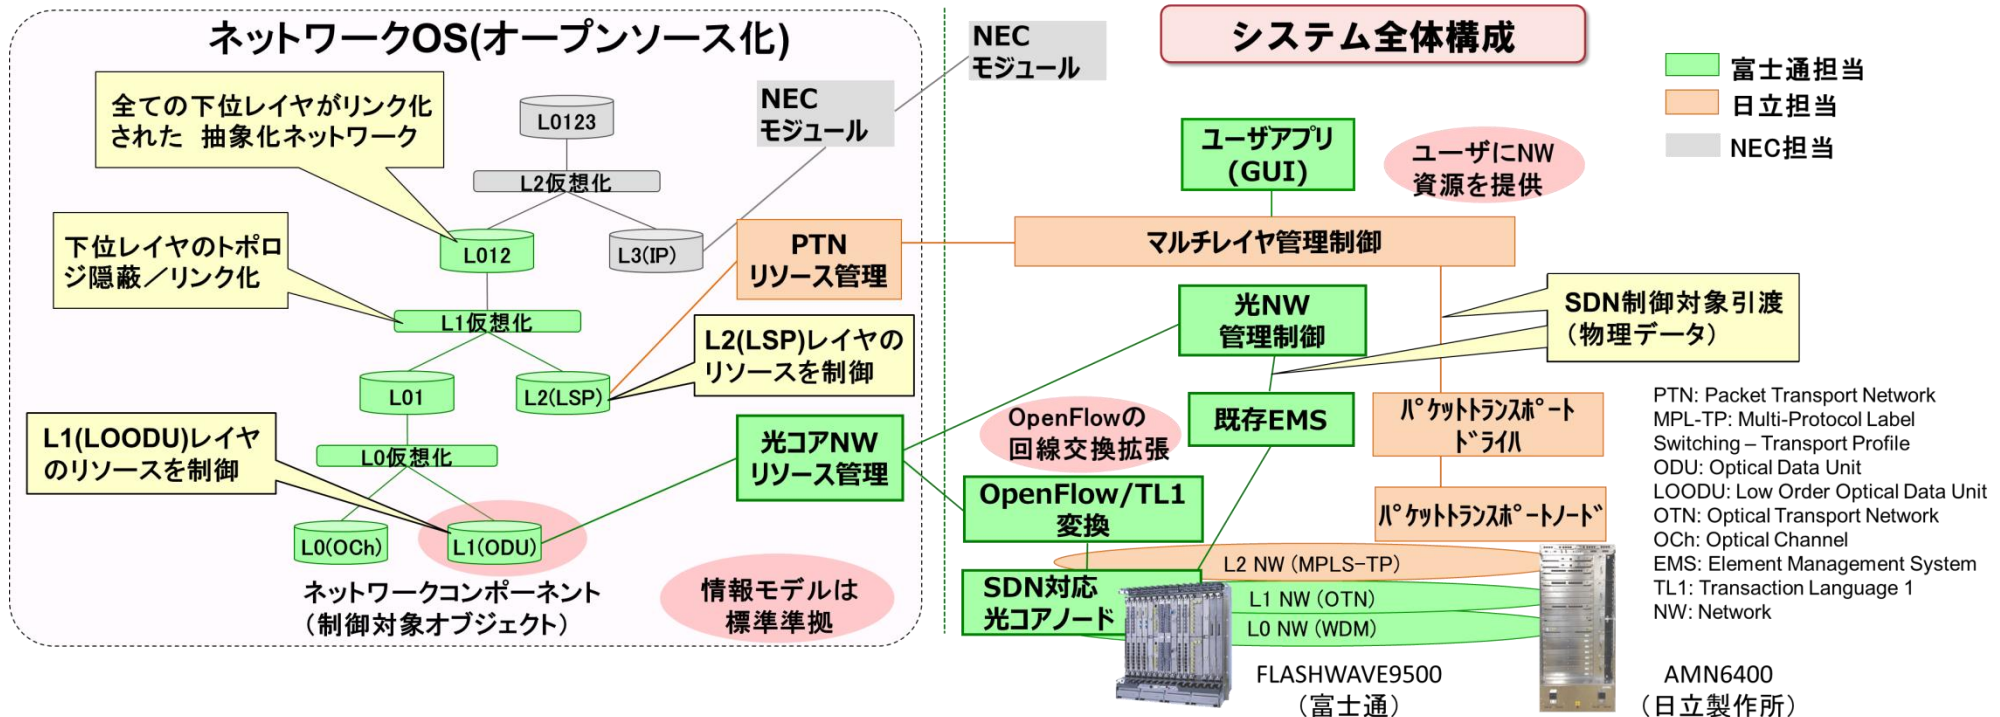 ネットワークOS(オープンソース化)
全ての下位レイヤがリンク化
された 抽象化ネットワーク
L0123
NEC
モジュール
L2仮想化
下位レイヤのトポロ
ジ隠蔽／リンク化
L012
L3(IP)
PTN
リソース管理
L1仮想化
L2(LSP)レイヤの
リソースを制御
L01
L2(LSP)
L1(LOODU)レイヤ
のリソースを制御
L0仮想化
光コアNW
リソース管理
L0(OCh)
L1(ODU)
ネットワークコンポーネント
（制御対象オブジェクト）
情報モデルは
標準準拠
NEC
モジュール
システム全体構成
富士通担当
日立担当
NEC担当
ユーザアプリ
(GUI)
ユーザにNW
資源を提供
マルチレイヤ管理制御
光NW
管理制御
SDN制御対象引渡
（物理データ）
OpenFlowの
回線交換拡張
既存EMS
ﾊﾟｹｯﾄﾄﾗﾝｽﾎﾟｰﾄ
ﾄﾞﾗｲﾊ
OpenFlow/TL1
変換
ﾊﾟｹｯﾄﾄﾗﾝｽﾎﾟｰﾄﾉｰﾄﾞ
L2 NW (MPLS-TP)
SDN対応
光コアノード
L1 NW (OTN)
L0 NW (WDM)
FLASHWAVE9500
（富士通）
AMN6400
（日立製作所）
PTN: Packet Transport Network
MPL-TP: Multi-Protocol Label
Switching – Transport Profile
ODU: Optical Data Unit
LOODU: Low Order Optical Data Unit
OTN: Optical Transport Network
OCh: Optical Channel
EMS: Element Management System
TL1: Transaction Language 1
NW: Network